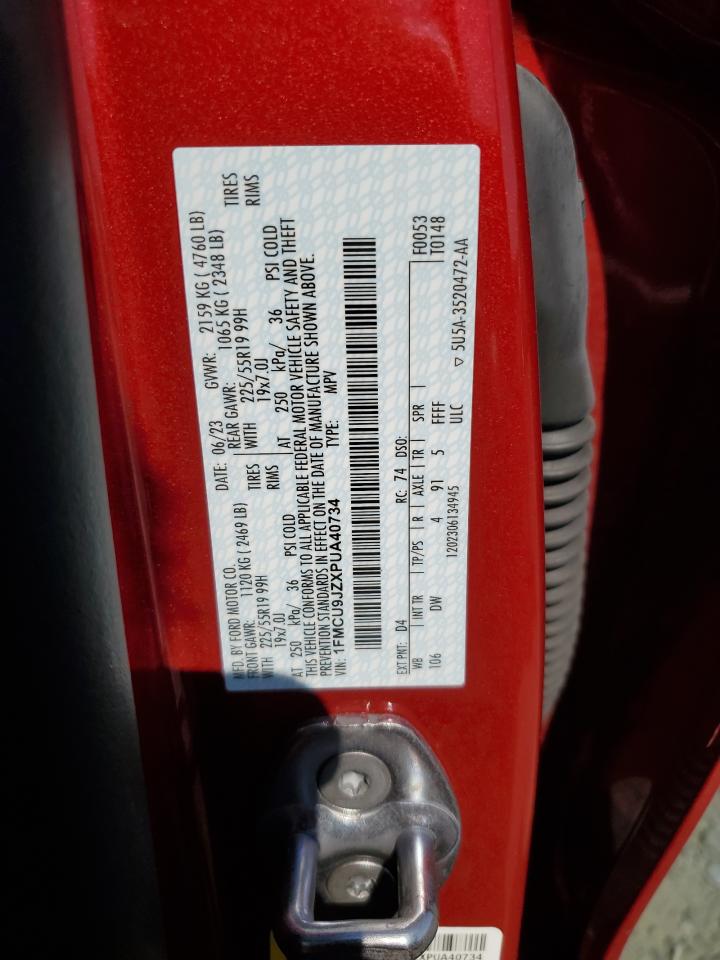 MFD. BY FORD MOTOR CO. DATE: 06/23 GVWR: 2159 KG ( 4760 LB)
FRONT GAWR: 1120 KG ( 2469 LB) REAR GAWR: 1065 KG ( 2348 LB)
WITH 225/55R19 99H TIRES WITH 225/55R19 99H TIRES
19x7.0J RIMS 19x7.0J RIMS
AT 250 kPa/ 36 PSI COLD AT 250 kPa/ 36 PSI COLD
THIS VEHICLE CONFORMS TO ALL APPLICABLE FEDERAL MOTOR VEHICLE SAFETY AND THEFT
PREVENTION STANDARDS IN EFFECT ON THE DATE OF MANUFACTURE SHOWN ABOVE.
VIN: 1FMCU9JZXPUA40734 TYPE: MPV
EXT PNT: D4 RC: 74 DSO: F0053
WB INT TR TP/PS R AXLE TR SPR T0148
106 DW 4 91 5 FFFF
ULC ▽ 5U5A-3520472-AA
1202306134945
XPUA40734